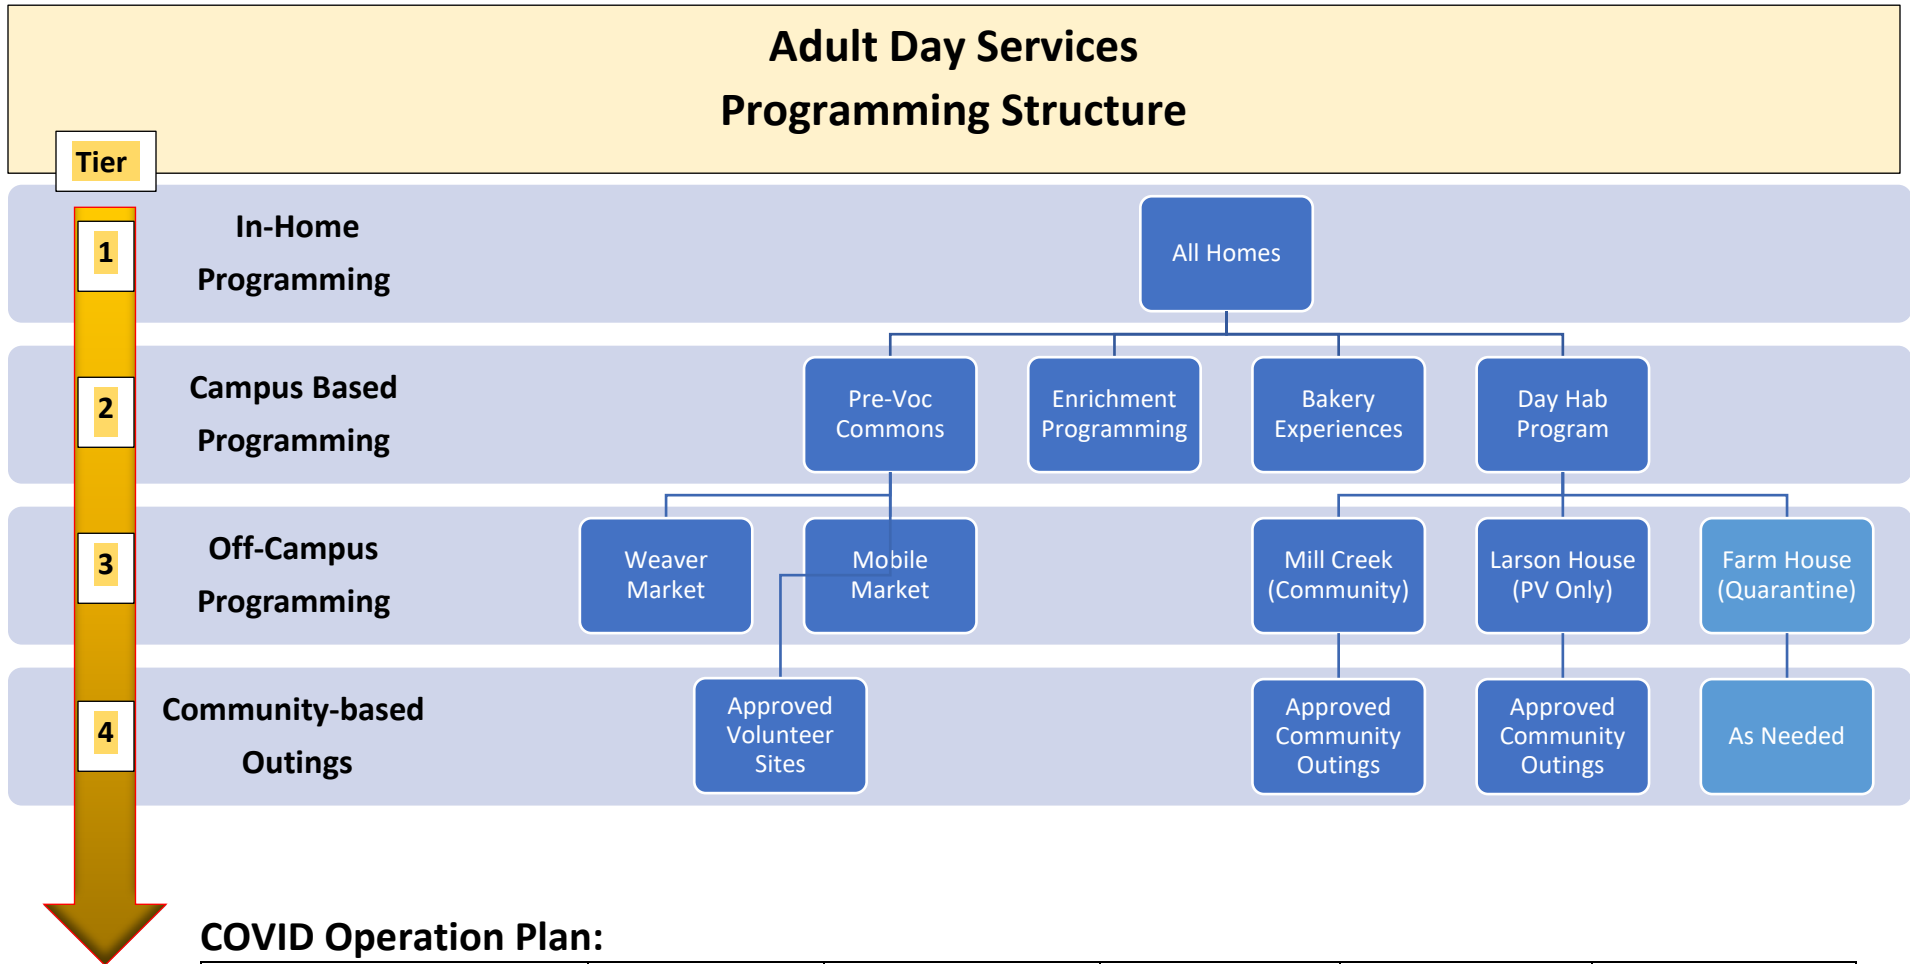 Adult Day Services
Programming Structure
Tier
1
In-Home
Programming
All Homes
2
Campus Based
Programming
Pre-Voc
Commons
Enrichment
Programming
Bakery
Experiences
Day Hab
Program
3
Off-Campus
Programming
Weaver
Market
Mobile
Market
Mill Creek
(Community)
Larson House
(PV Only)
Farm House
(Quarantine)
4
Community-based
Outings
Approved
Volunteer
Sites
Approved
Community
Outings
Approved
Community
Outings
As Needed
COVID Operation Plan: